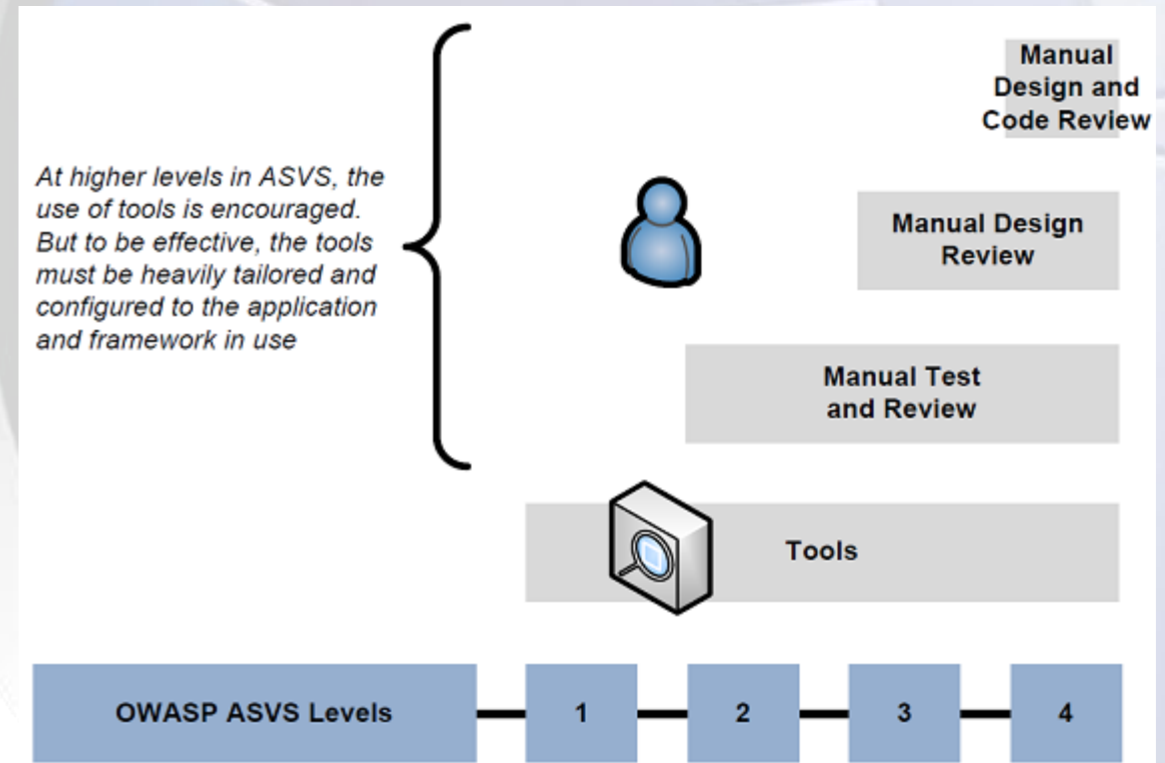 Manual
Design and
Code Review
At higher levels in ASVS, the
use of tools is encouraged.
But to be effective, the tools
must be heavily tailored and
configured to the application
and framework in use
Manual Design
Review
Manual Test
and Review
Tools
OWASP ASVS Levels
1
2
3
4